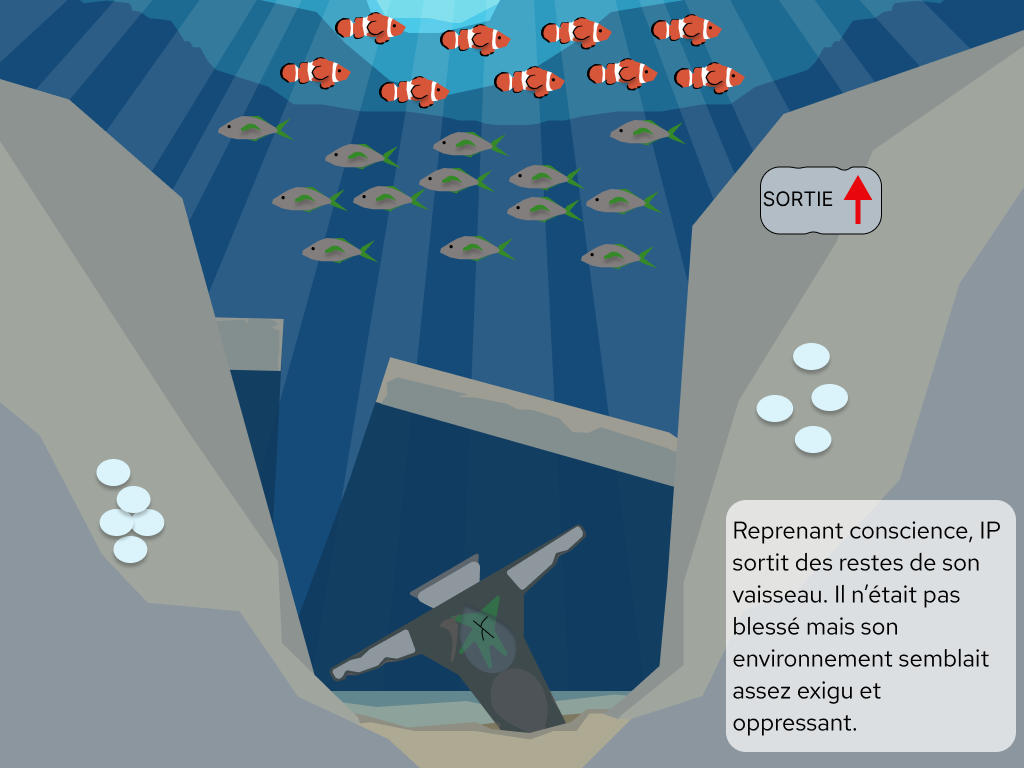 SORTIE
Reprenant conscience, IP
sortit des restes de son
vaisseau. Il n’était pas
blessé mais son
environnement semblait
assez exigu et
oppressant.